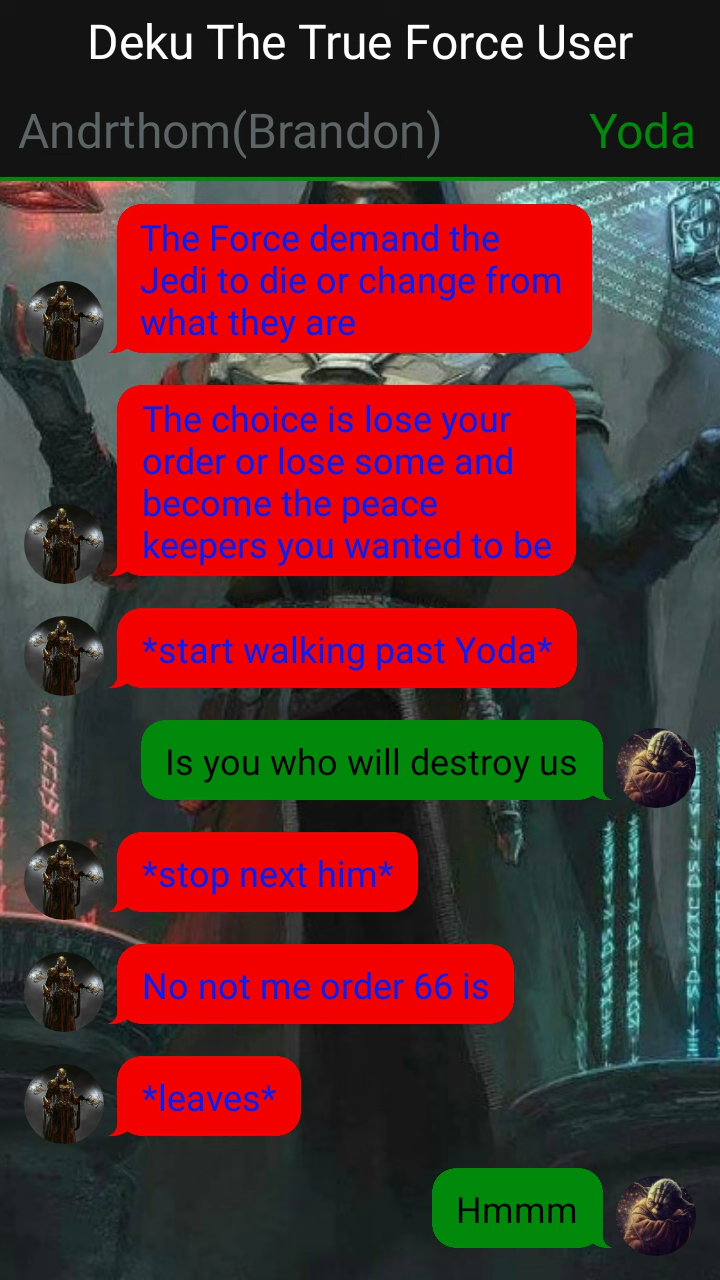 Deku The True Force User
Andrthom(Brandon) Yoda
The Force demand the
Jedi to die or change from
what they are
The choice is lose your
order or lose some and
become the peace
keepers you wanted to be
*start walking past Yoda*
Is you who will destroy us
*stop next him*
No not me order 66 is
*leaves*
Hmmm